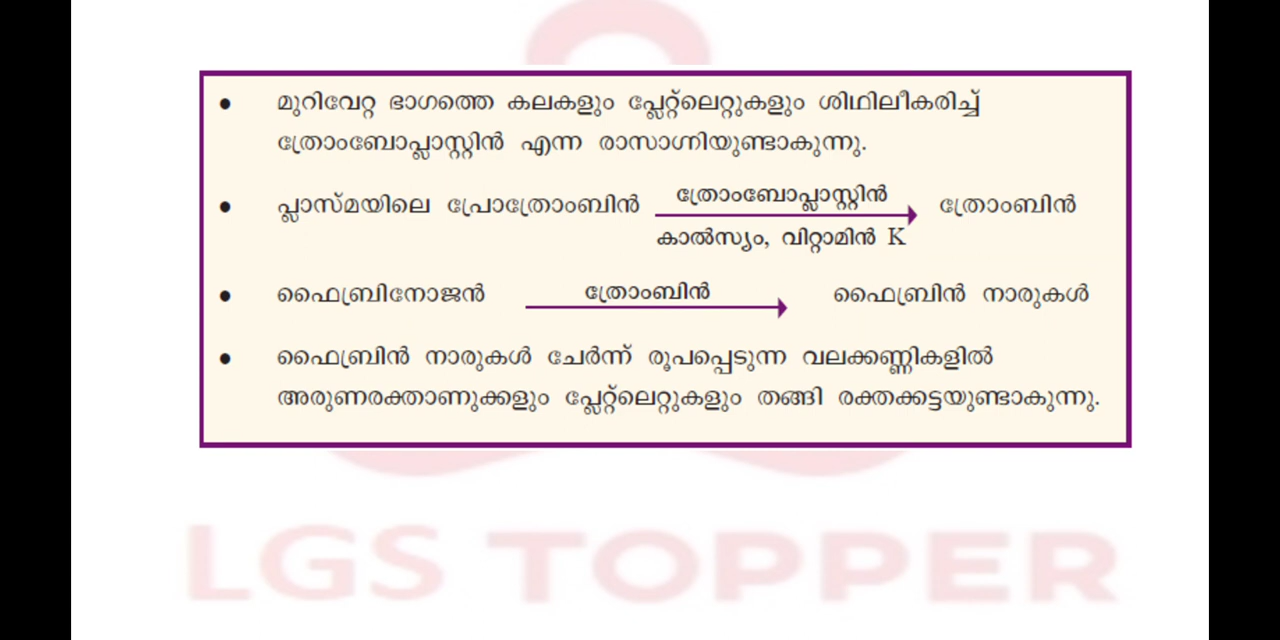 • മുറിവേറ്റ ഭാഗത്തെ കലകളും പ്ലേറ്റ്ലെറ്റുകളും ശിഥിലീകരിച്ച്
ത്രോംബോപ്ലാസ്റ്റിൻ എന്ന രാസാഗ്നിയുണ്ടാകുന്നു.
ത്രോംബോപ്ലാസ്റ്റിൻ
• പ്ലാസ്മയിലെ പ്രോത്രോംബിൻ ത്രോംബിൻ
കാൽസ്യം, വിറ്റാമിൻ K
ത്രോംബിൻ
• ഫൈബ്രിനോജൻ ഫൈബ്രിൻ നാരുകൾ
• ഫൈബ്രിൻ നാരുകൾ ചേർന്ന് രൂപപ്പെടുന്ന വലക്കണ്ണികളിൽ
അരുണരക്താണുക്കളും പ്ലേറ്റ്ലെറ്റുകളും തങ്ങി രക്തക്കട്ടയുണ്ടാകുന്നു.
LGS TOPPER